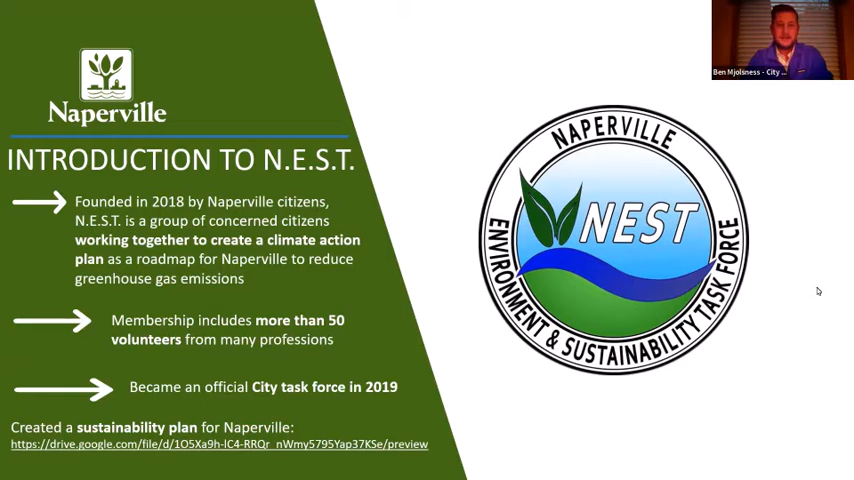 Naperville
INTRODUCTION TO N.E.S.T.
Founded in 2018 by Naperville citizens,
N.E.S.T. is a group of concerned citizens
working together to create a climate action
plan as a roadmap for Naperville to reduce
greenhouse gas emissions
Membership includes more than 50
volunteers from many professions
Became an official City task force in 2019
Created a sustainability plan for Naperville:
https://drive.google.com/file/d/1O5Xa9h-IC4-RRQr_nWmy5795Yap37KSe/preview
NAPERVILLE
NEST
ENVIRONMENT & SUSTAINABILITY TASK FORCE
Ben Mjolsness - City ...